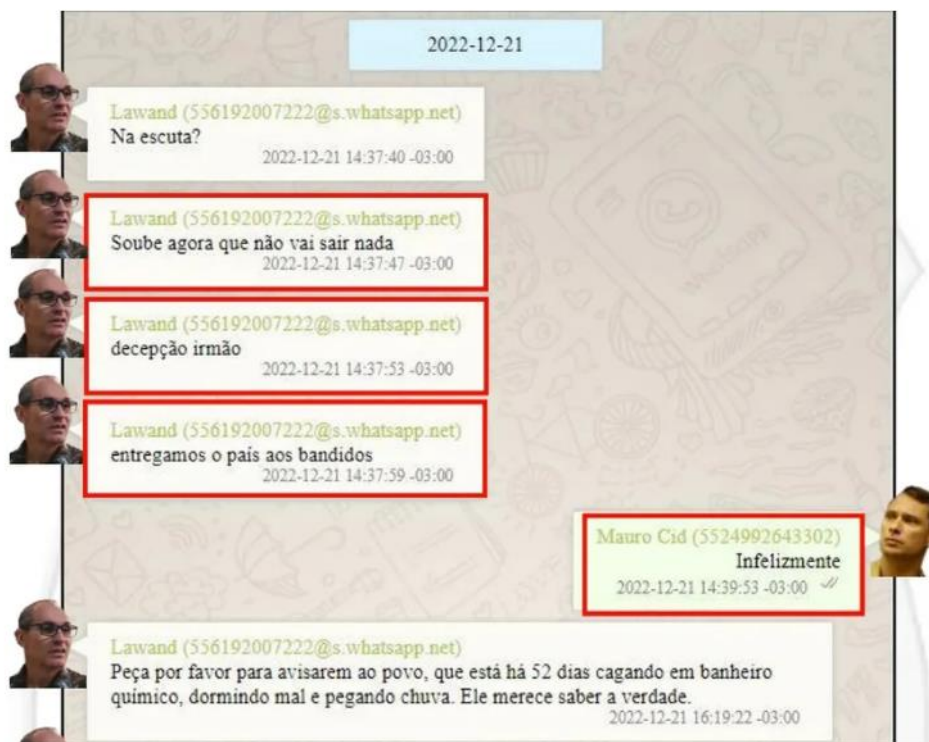 2022-12-21
Lawand (556192007222@s.whatsapp.net)
Na escuta?
2022-12-21 14:37:40 -03:00
Lawand (556192007222@s.whatsapp.net)
Soube agora que não vai sair nada
2022-12-21 14:37:47 -03:00
Lawand (556192007222@s.whatsapp.net)
decepção irmão
2022-12-21 14:37:53 -03:00
Lawand (556192007222@s.whatsapp.net)
entregamos o país aos bandidos
2022-12-21 14:37:59 -03:00
Mauro Cid (5524992643302)
Infelizmente
2022-12-21 14:39:53 -03:00
Lawand (556192007222@s.whatsapp.net)
Peça por favor para avisarem ao povo, que está há 52 dias cagando em banheiro
químico, dormindo mal e pegando chuva. Ele merece saber a verdade.
2022-12-21 16:19:22 -03:00